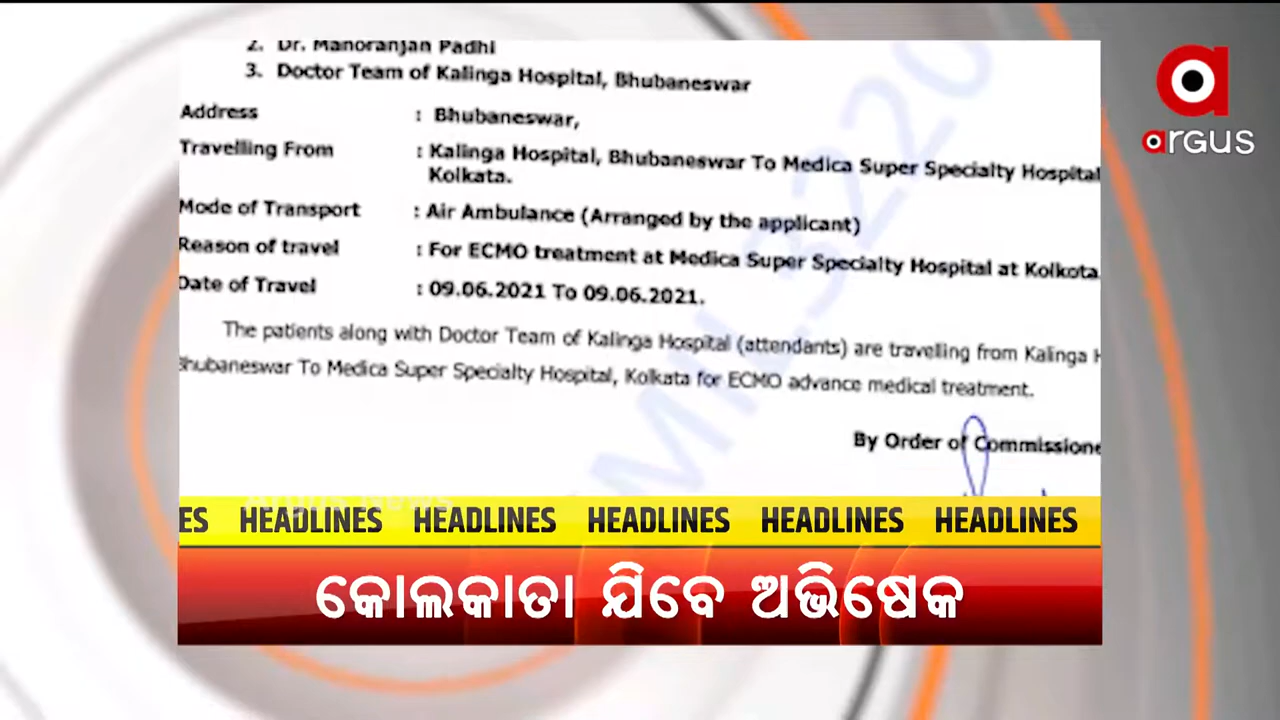 2. Dr. Manoranjan Padhi
3. Doctor Team of Kalinga Hospital, Bhubaneswar
Address : Bhubaneswar,
Travelling From : Kalinga Hospital, Bhubaneswar To Medica Super Specialty Hospital
Kolkata.
Mode of Transport : Air Ambulance (Arranged by the applicant)
Reason of travel : For ECMO treatment at Medica Super Specialty Hospital at Kolkota.
Date of Travel : 09.06.2021 To 09.06.2021.
The patients along with Doctor Team of Kalinga Hospital (attendants) are travelling from Kalinga H
Bhubaneswar To Medica Super Specialty Hospital, Kolkata for ECMO advance medical treatment.
By Order of Commissione
Argus News
ES HEADLINES HEADLINES HEADLINES HEADLINES HEADLINES
କୋଲକାତା ଯିବେ ଅଭିଷେକ
argus